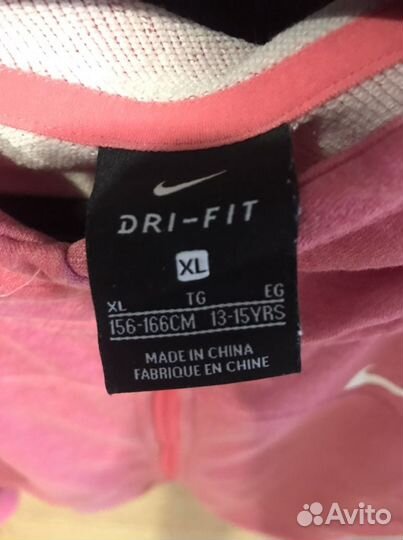 DRI-FIT
XL
XL TG EG
156-166CM 13-15YRS
MADE IN CHINA
FABRIQUE EN CHINE
Avito